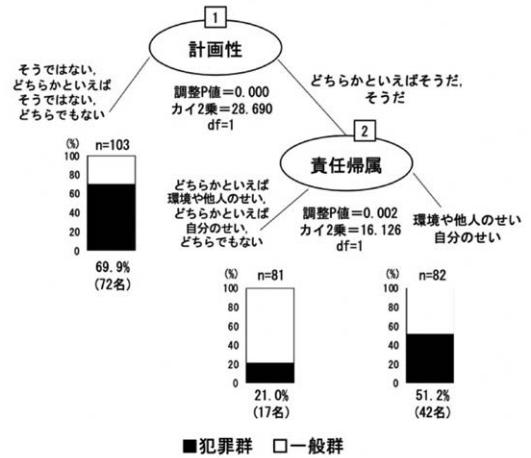 1
計画性
そうではない,
どちらかといえば
そうではない,
どちらでもない
調整P値＝0.000
カイ2乗＝28.690
df=1
どちらかといえばそうだ,
そうだ
2
責任帰属
(%)
n=103
100
80
60
40
20
0
69.9%
(72名)
どちらかといえば
環境や他人のせい,
どちらかといえば
自分のせい,
どちらでもない
調整P値＝0.002
カイ2乗＝16.126
df=1
環境や他人のせい
自分のせい
(%)
n=81
100
80
60
40
20
0
21.0%
(17名)
(%)
n=82
100
80
60
40
20
0
51.2%
(42名)
■犯罪群 □一般群